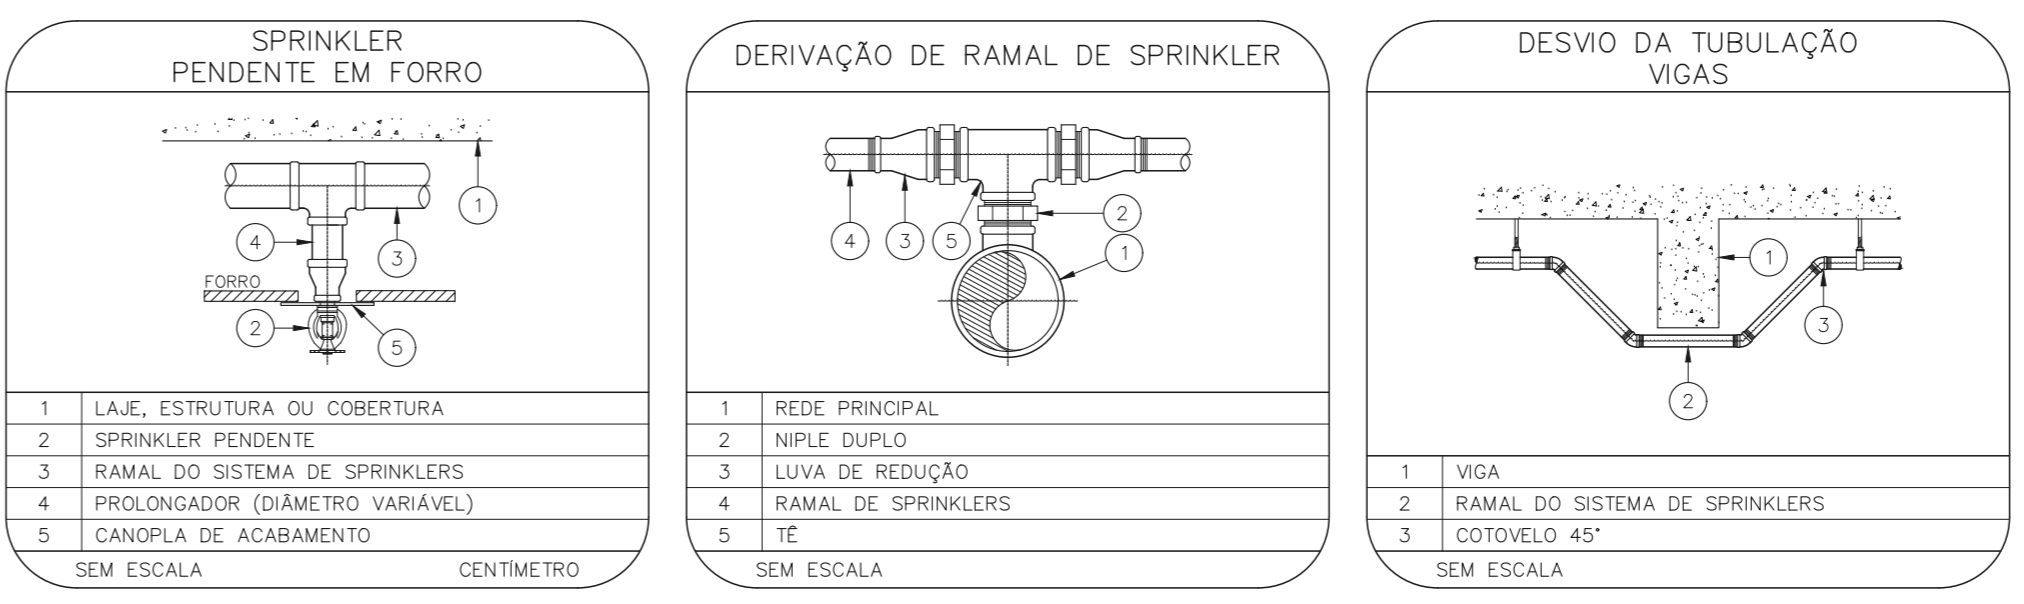 SPRINKLER
PENDENTE EM FORRO
1
4
3
FORRO
2
5
1 LAJE, ESTRUTURA OU COBERTURA
2 SPRINKLER PENDENTE
3 RAMAL DO SISTEMA DE SPRINKLERS
4 PROLONGADOR (DIÂMETRO VARIÁVEL)
5 CANOPLA DE ACABAMENTO
SEM ESCALA CENTÍMETRO
DERIVAÇÃO DE RAMAL DE SPRINKLER
2
4 3 5
1
1 REDE PRINCIPAL
2 NIPLE DUPLO
3 LUVA DE REDUÇÃO
4 RAMAL DE SPRINKLERS
5 TÊ
SEM ESCALA
DESVIO DA TUBULAÇÃO
VIGAS
1
3
2
1 VIGA
2 RAMAL DO SISTEMA DE SPRINKLERS
3 COTOVELO 45°
SEM ESCALA